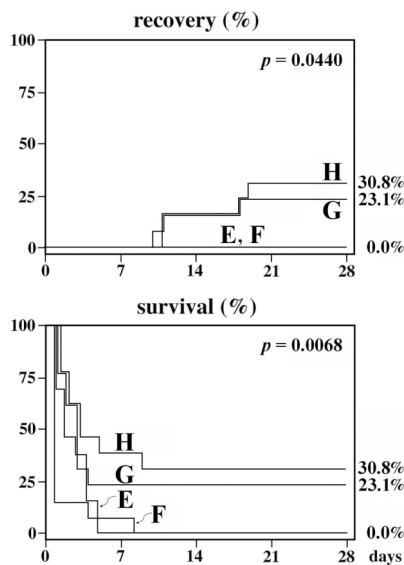 recovery (%)
100
p = 0.0440
75
50
H
30.8%
25
23.1%
G
E, F
0
0.0%
0 7 14 21 28
survival (%)
100
p = 0.0068
75
50
H
30.8%
G
23.1%
25
E
F
0
0.0%
0 7 14 21 28 days